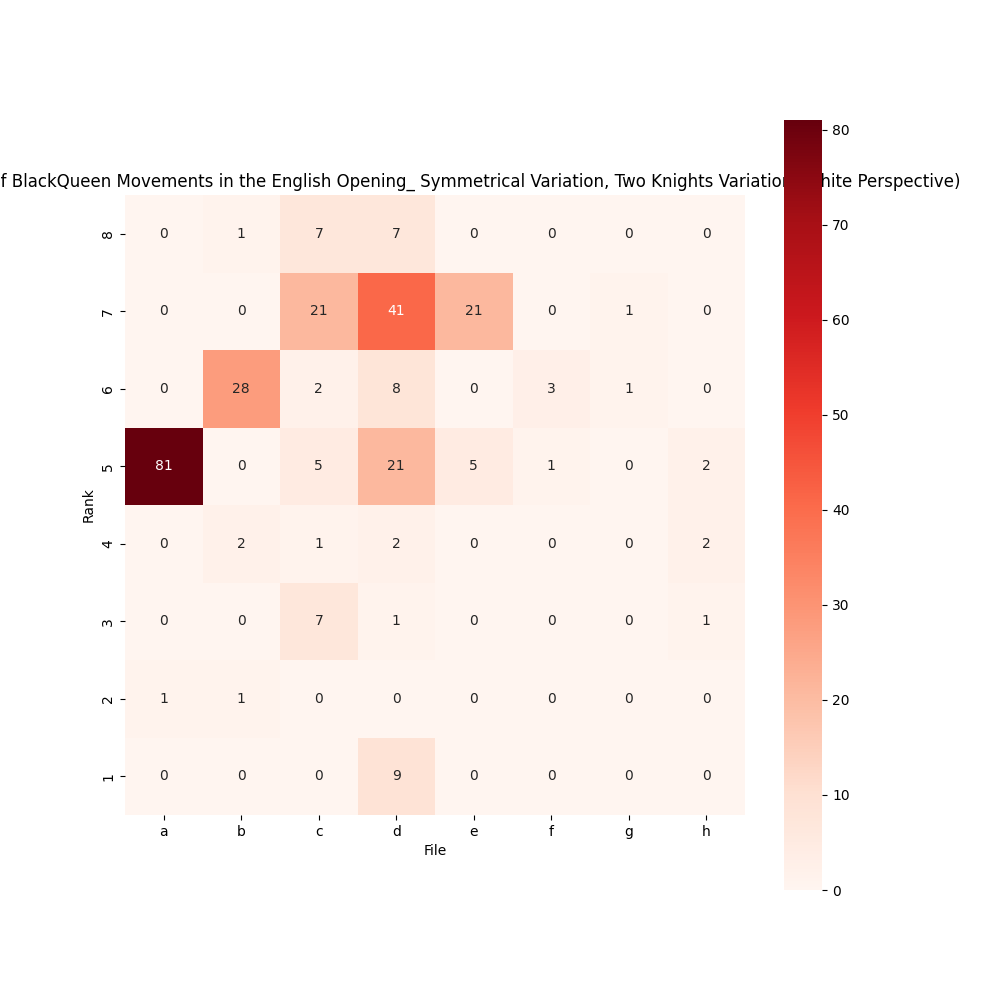 f BlackQueen Movements in the English Opening_ Symmetrical Variation, Two Knights Variation hite Perspective)
8 0 1 7 7 0 0 0 0
7 0 0 21 41 21 0 1 0
6 0 28 2 8 0 3 1 0
5 81 0 5 21 5 1 0 2
4 0 2 1 2 0 0 0 2
3 0 0 7 1 0 0 0 1
2 1 1 0 0 0 0 0 0
1 0 0 0 9 0 0 0 0
Rank
a b c d e f g h
File
80
70
60
50
40
30
20
10
0